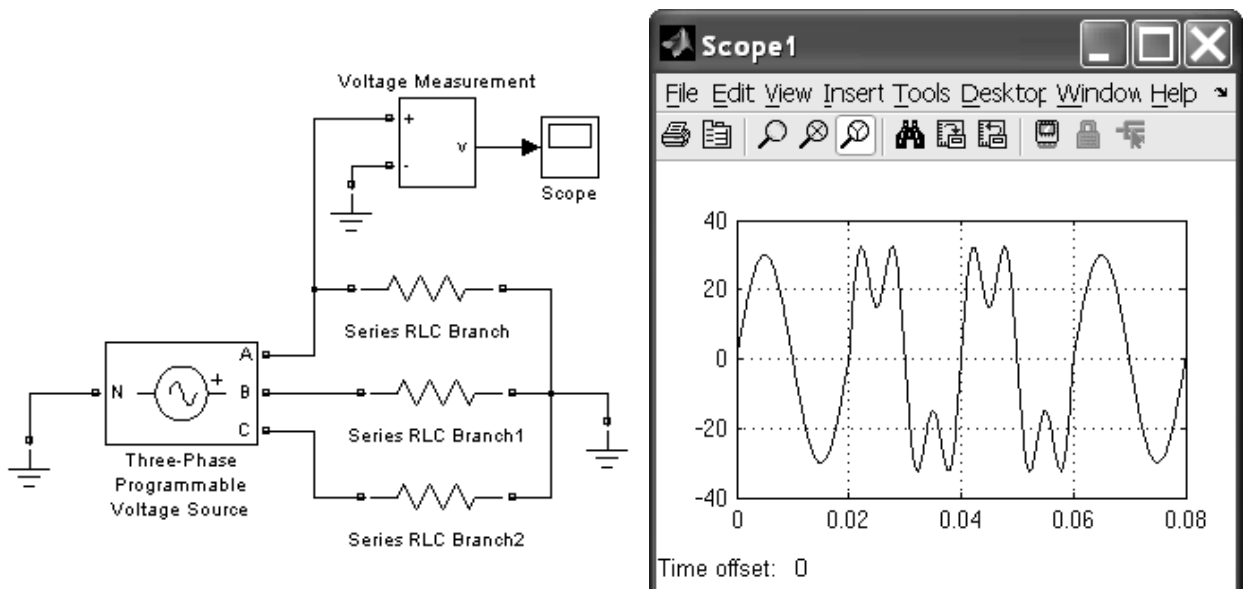 Voltage Measurement
+
-
v
Scope
Series RLC Branch
A
N
+
B
Series RLC Branch1
C
Three-Phase
Programmable
Voltage Source
Series RLC Branch2
Scope1
File Edit View Insert Tools Desktop Window Help
40
20
0
-20
-40
0 0.02 0.04 0.06 0.08
Time offset: 0